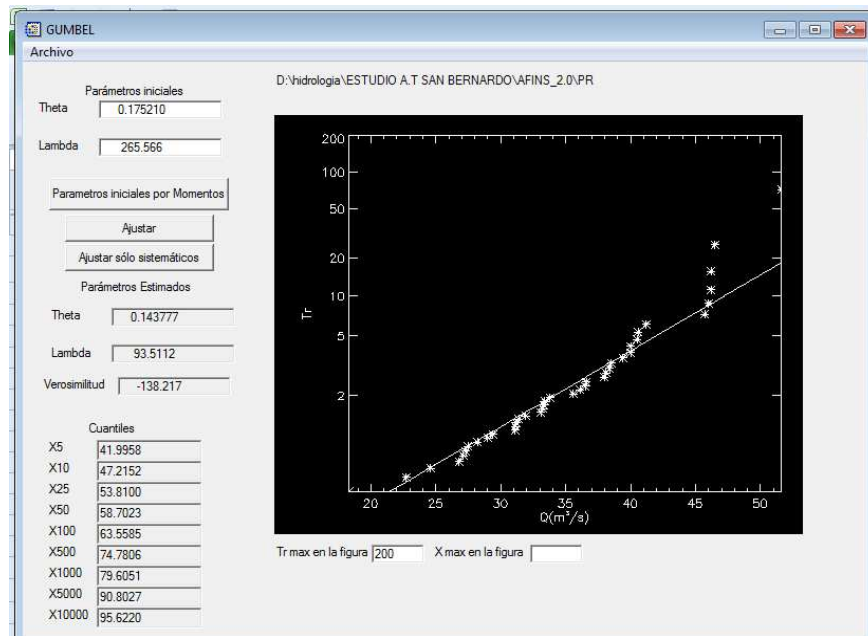 GUMBEL
Archivo
D:\hidrologia\ESTUDIO A.T SAN BERNARDO\AFINS_2.0\PR
Parámetros iniciales
Theta 0.175210
Lambda 265.566
Parametros iniciales por Momentos
Ajustar
Ajustar sólo sistemáticos
Parámetros Estimados
Theta 0.143777
Lambda 93.5112
Verosimilitud -138.217
Cuantiles
X5 41.9958
X10 47.2152
X25 53.8100
X50 58.7023
X100 63.5585
X500 74.7806
X1000 79.6051
X5000 90.8027
X10000 95.6220
200
100
50
20
10
5
2
Tr
20 25 30 35 40 45 50
Q(m³/s)
Tr max en la figura 200 X max en la figura